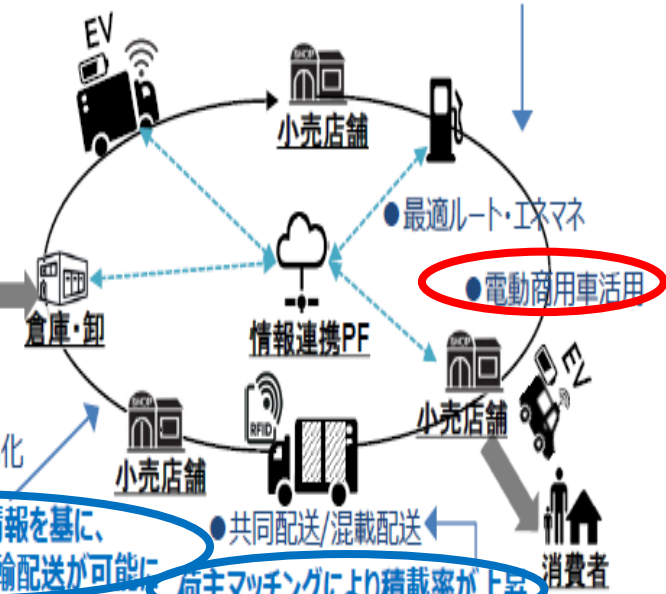 EV
SHOP
小売店舗
●最適ルート・エネマネ
●電動商用車活用
倉庫・卸
情報連携PF
SHOP
小売店舗
EV
SHOP
小売店舗
RFID
化
報を基に、
輸配送が可能に
●共同配送/混載配送
荷主マッチングにより積載率が上昇
消費者